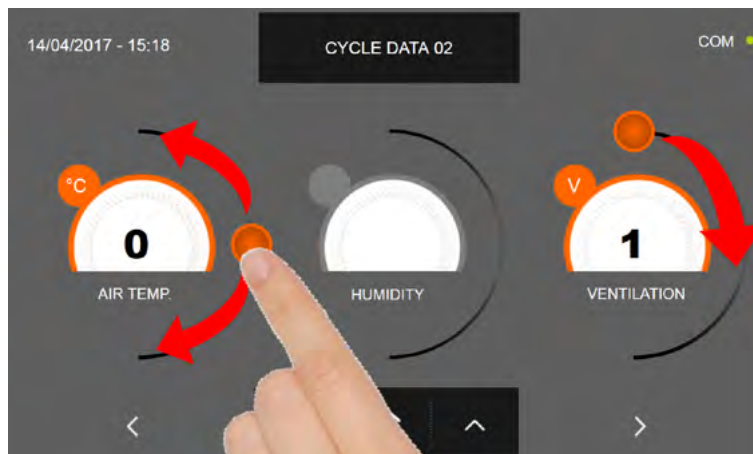 14/04/2017 - 15:18
CYCLE DATA 02
COM
°C
V
0
1
AIR TEMP.
HUMIDITY
VENTILATION